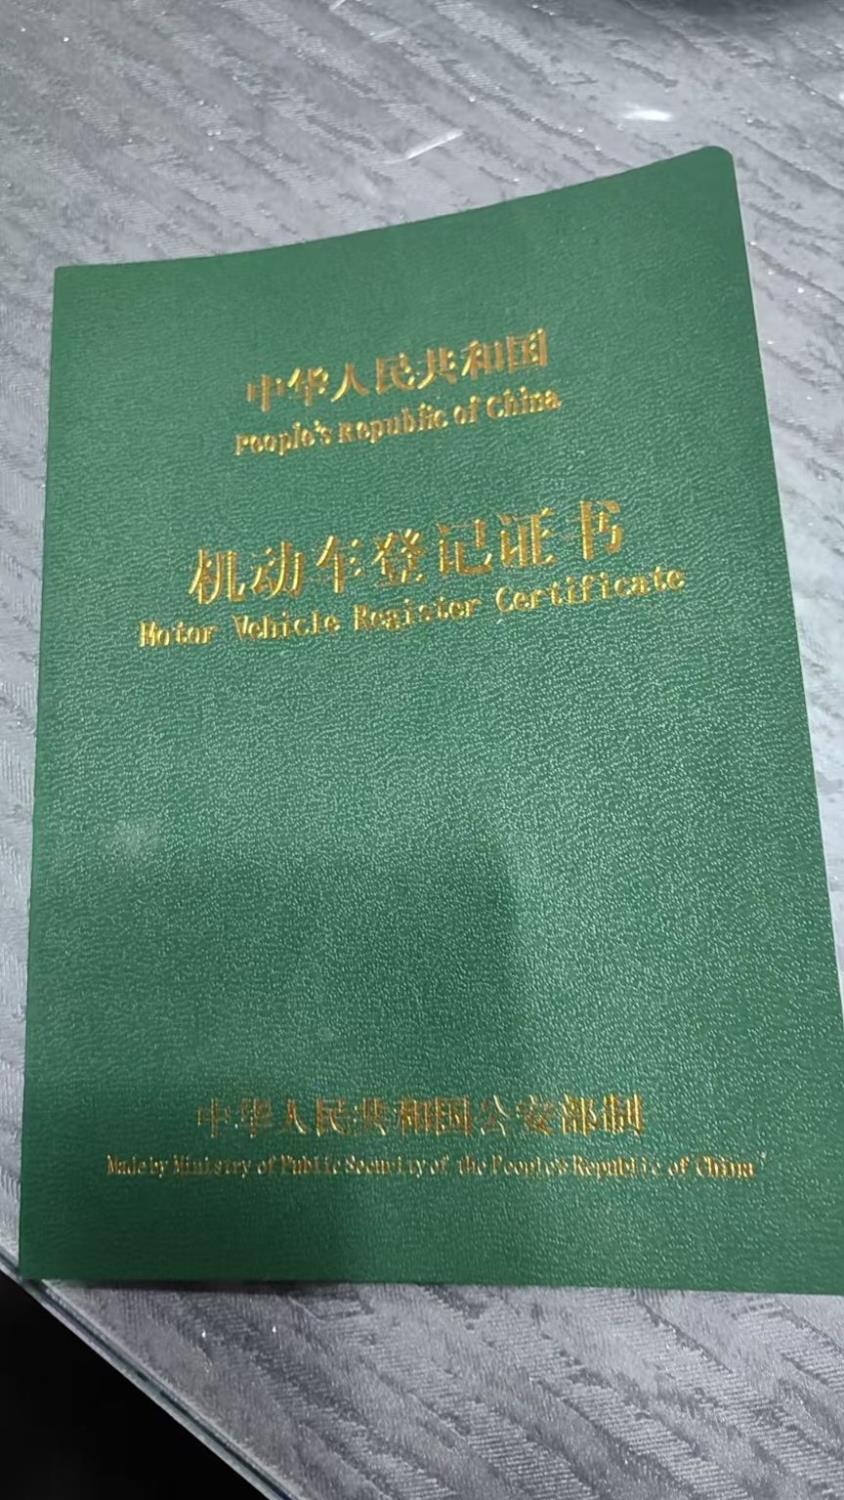 中华人民共和国
People's Republic of China
机动车登记证书
Motor Vehicle Register Certificate
中华人民共和国公安部制
Made by Ministry of Public Security of the People's Republic of China